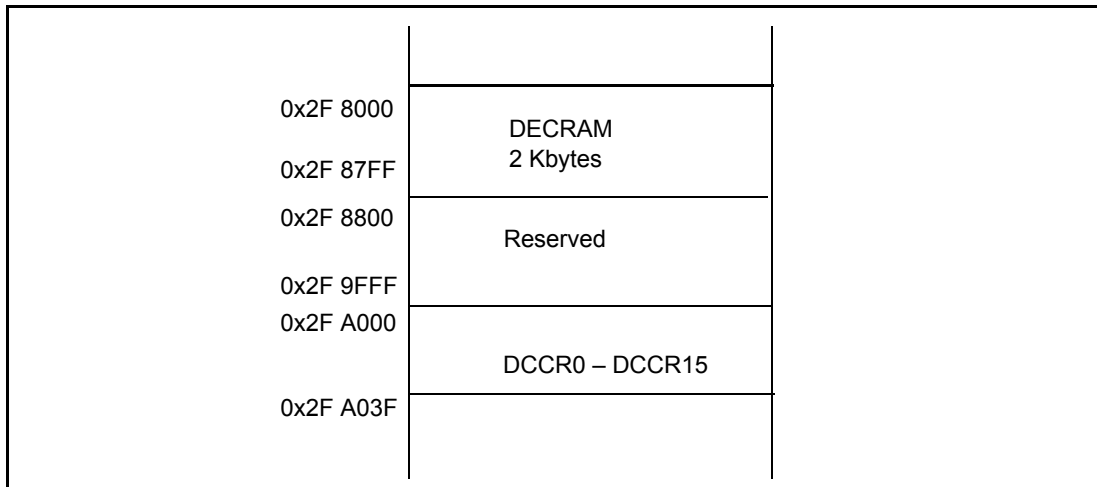 0x2F 8000
DECRAM
2 Kbytes
0x2F 87FF
0x2F 8800
Reserved
0x2F 9FFF
0x2F A000
DCCR0 – DCCR15
0x2F A03F